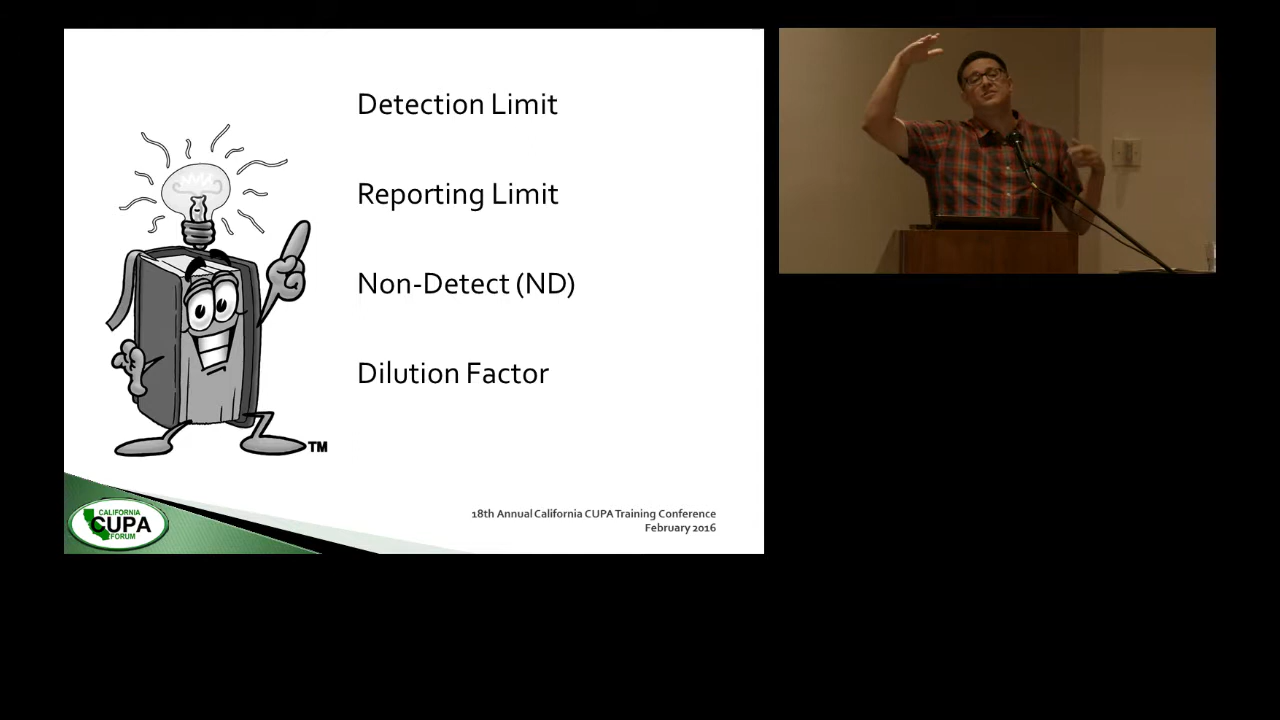 Detection Limit
Reporting Limit
Non-Detect (ND)
Dilution Factor
TM
CALIFORNIA
CUPA
FORUM
18th Annual California CUPA Training Conference
February 2016